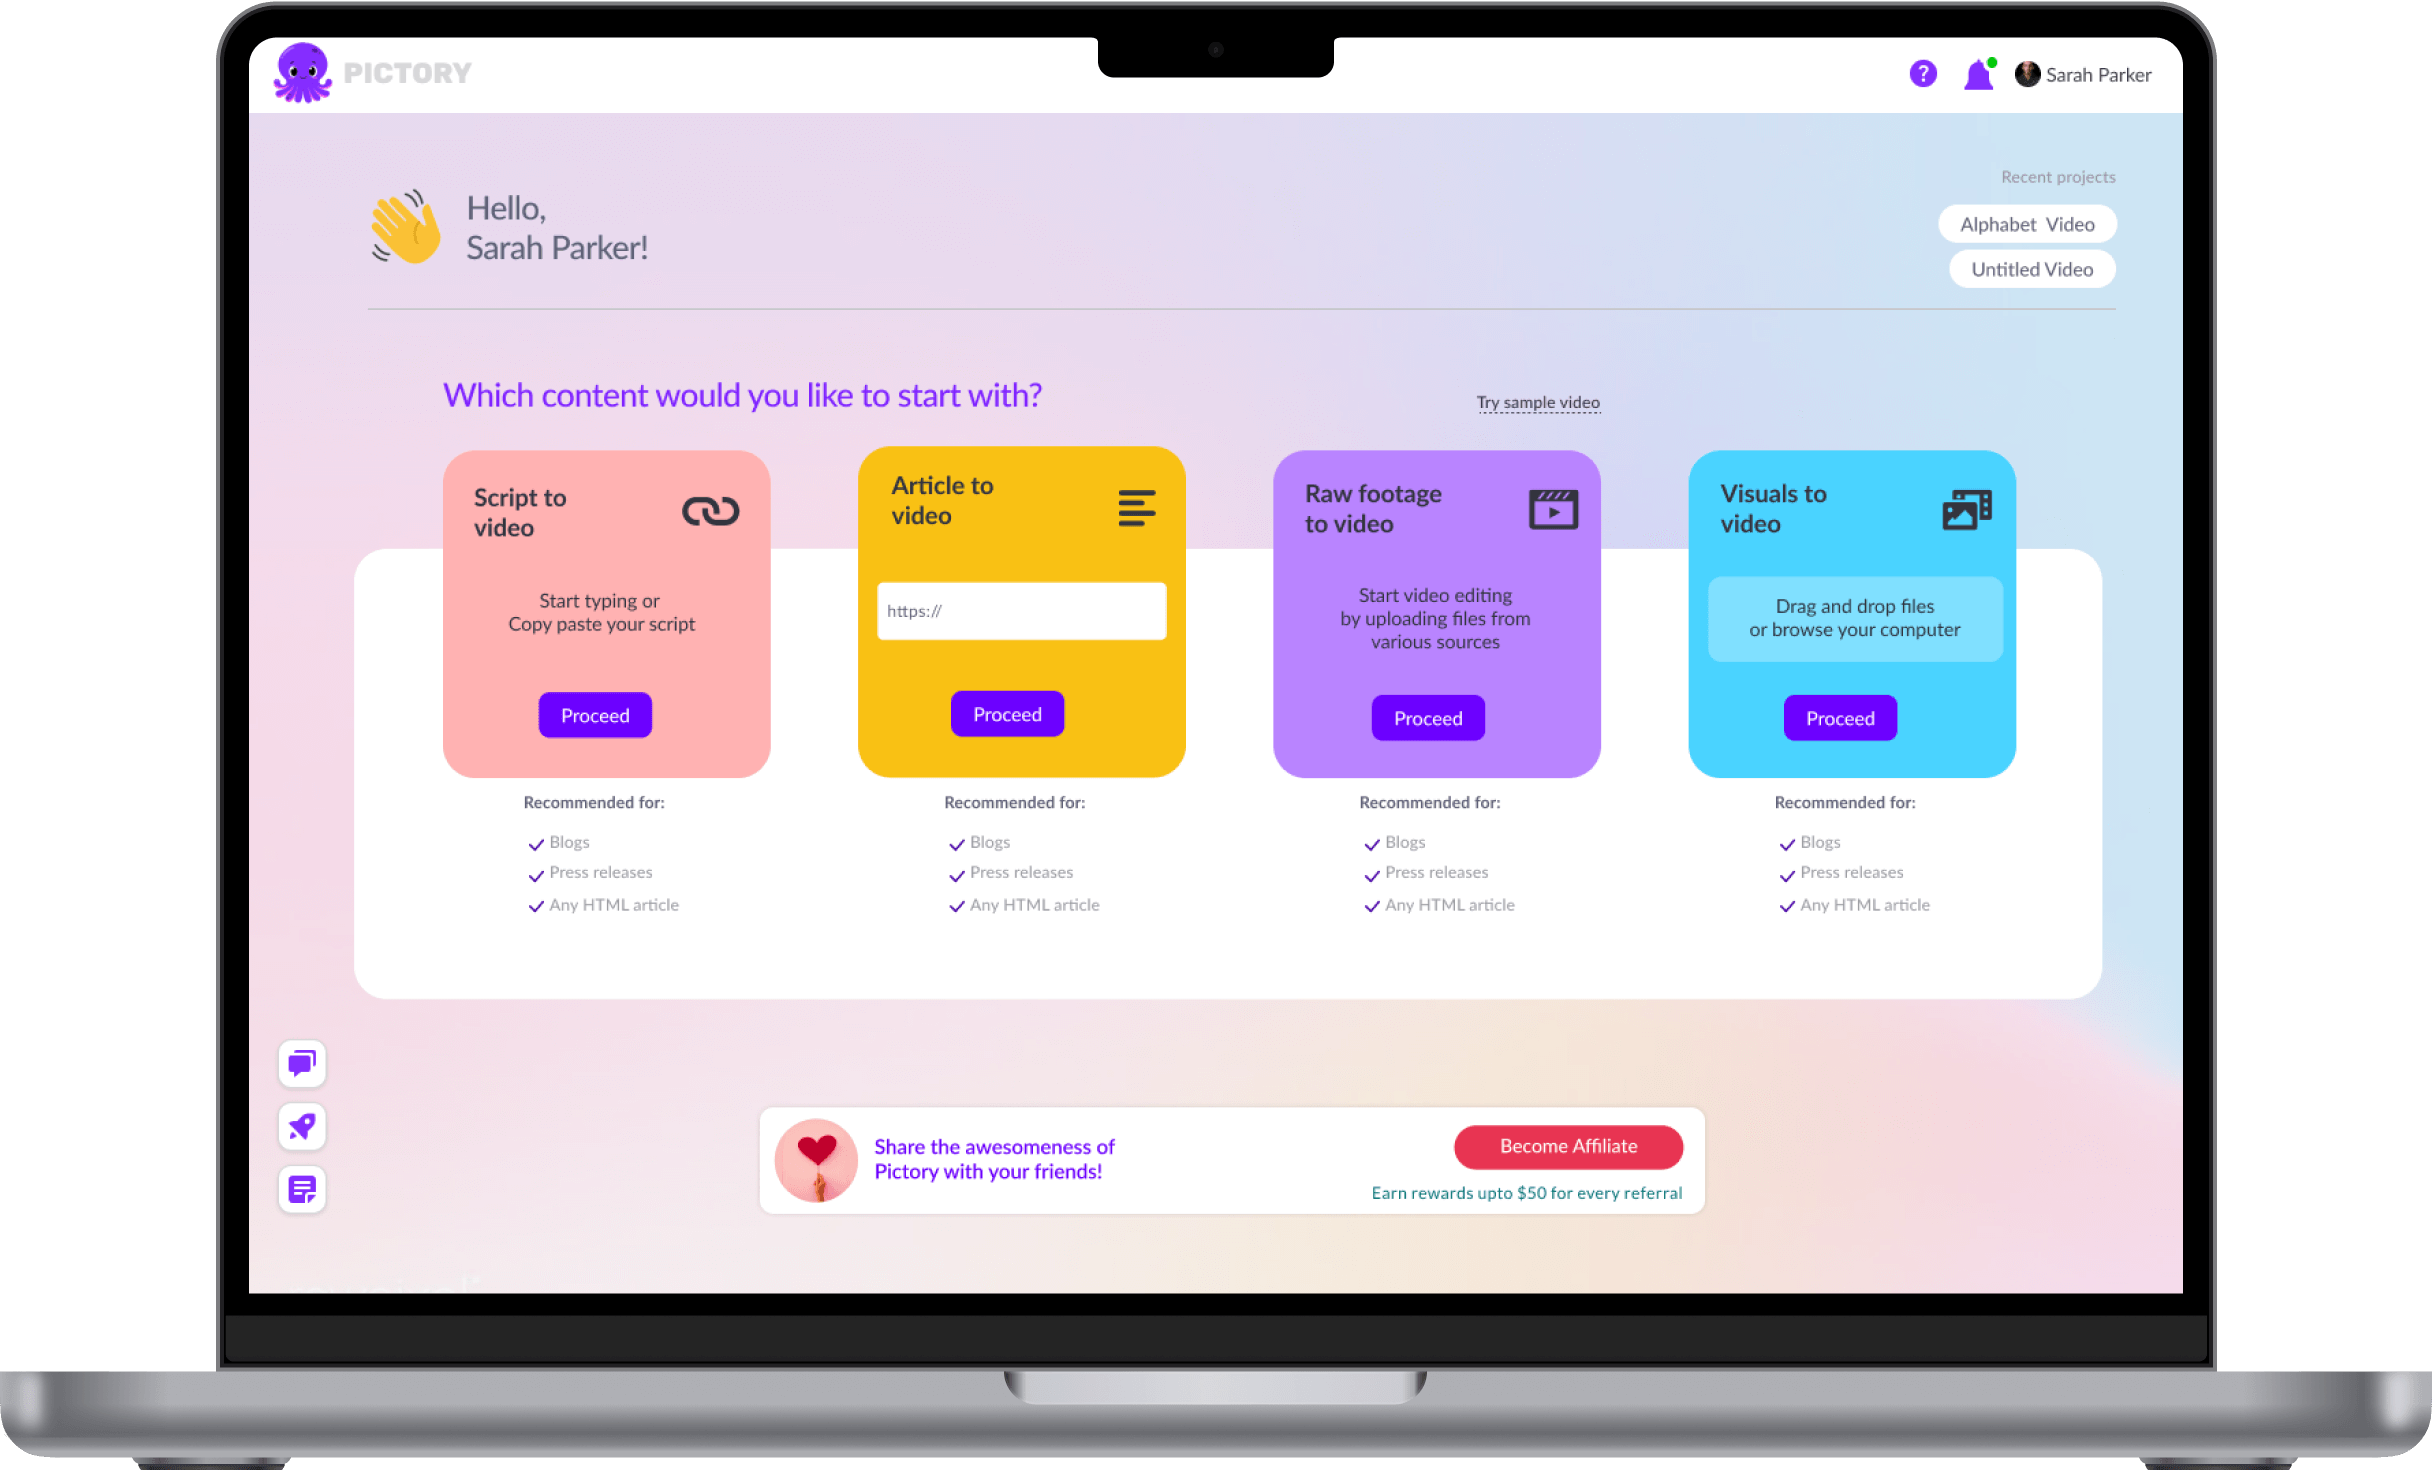 PICTORY
? Sarah Parker
Recent projects
Hello,
Sarah Parker!
Alphabet Video
Untitled Video
Which content would you like to start with?
Try sample video
Script to
video
Start typing or
Copy paste your script
Proceed
Recommended for:
Blogs
Press releases
Any HTML article
Article to
video
https://
Proceed
Recommended for:
Blogs
Press releases
Any HTML article
Raw footage
to video
Start video editing
by uploading files from
various sources
Proceed
Recommended for:
Blogs
Press releases
Any HTML article
Visuals to
video
Drag and drop files
or browse your computer
Proceed
Recommended for:
Blogs
Press releases
Any HTML article
Share the awesomeness of
Pictory with your friends!
Become Affiliate
Earn rewards upto $50 for every referral